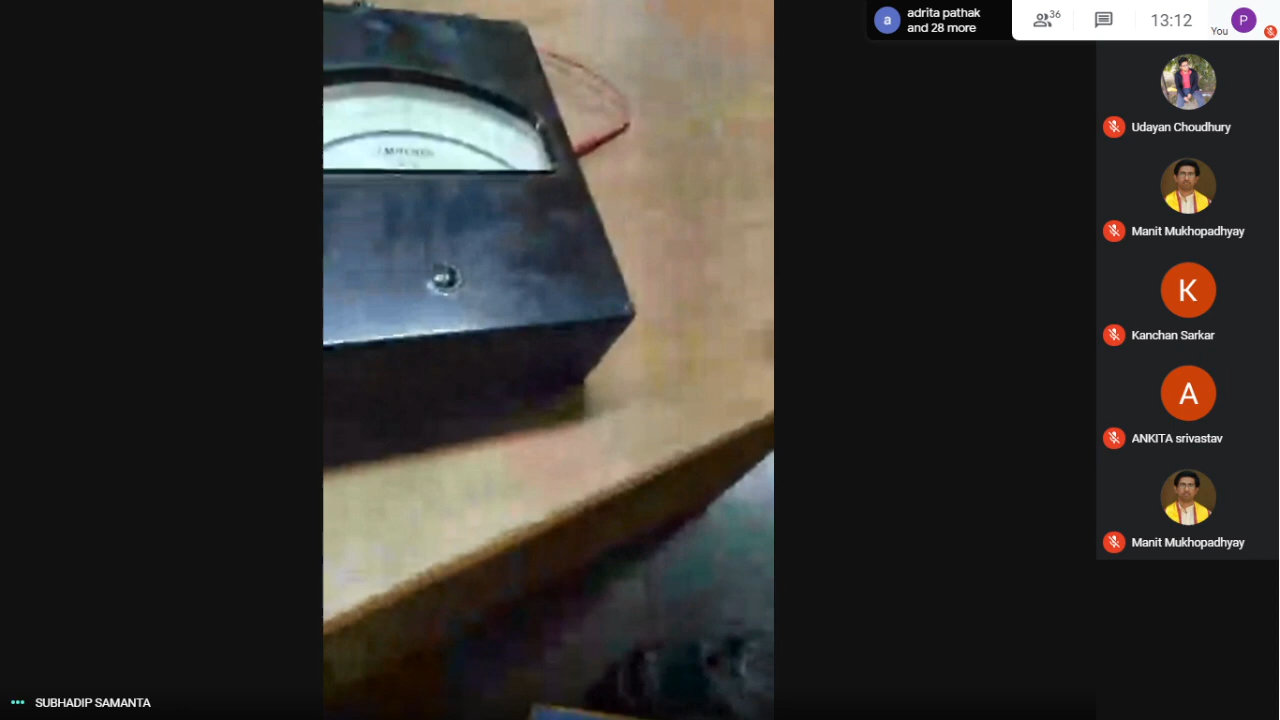 adrita pathak
and 28 more
36
13:12
You
P
a
Udayan Choudhury
Manit Mukhopadhyay
K
Kanchan Sarkar
A
ANKITA srivastav
Manit Mukhopadhyay
SUBHADIP SAMANTA